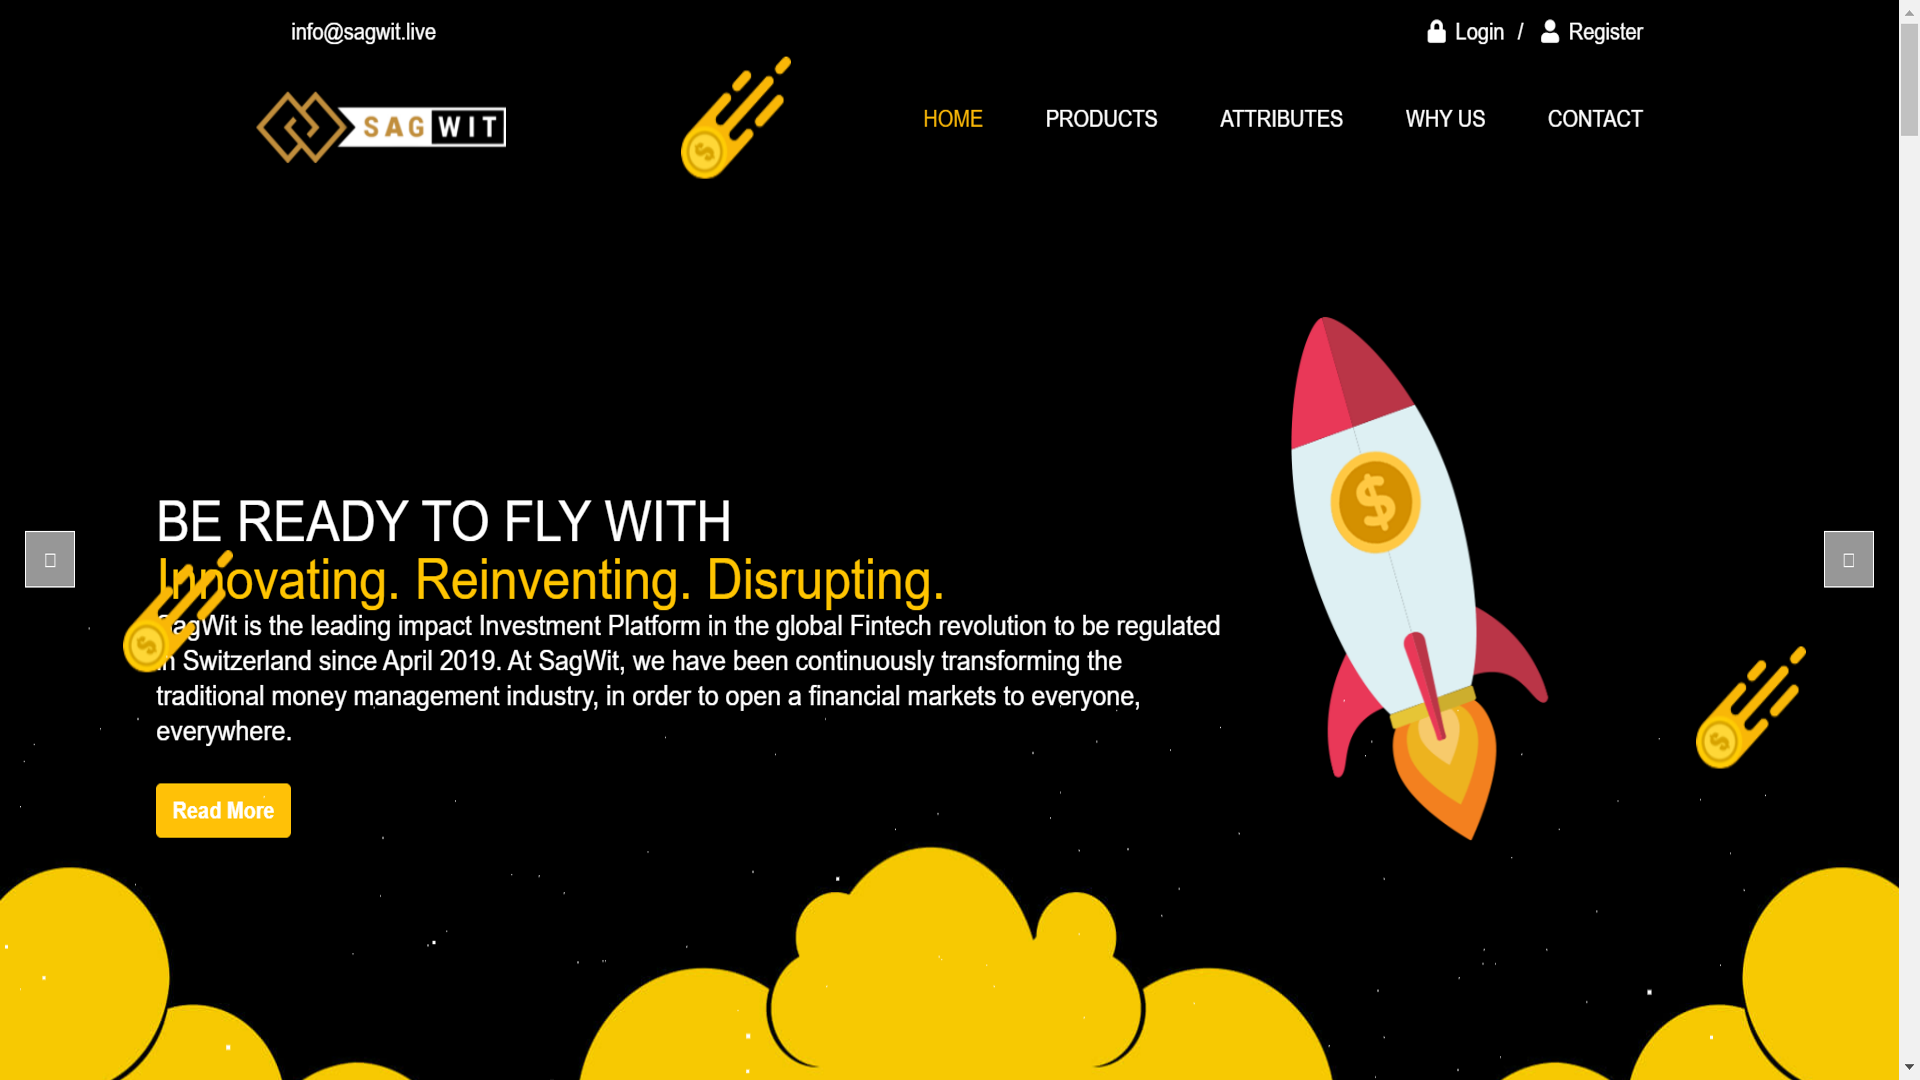 info@sagwit.live
Login / Register
SAG WIT
HOME PRODUCTS ATTRIBUTES WHY US CONTACT
BE READY TO FLY WITH
Innovating. Reinventing. Disrupting.
SagWit is the leading impact Investment Platform in the global Fintech revolution to be regulated
in Switzerland since April 2019. At SagWit, we have been continuously transforming the
traditional money management industry, in order to open a financial markets to everyone,
everywhere.
Read More